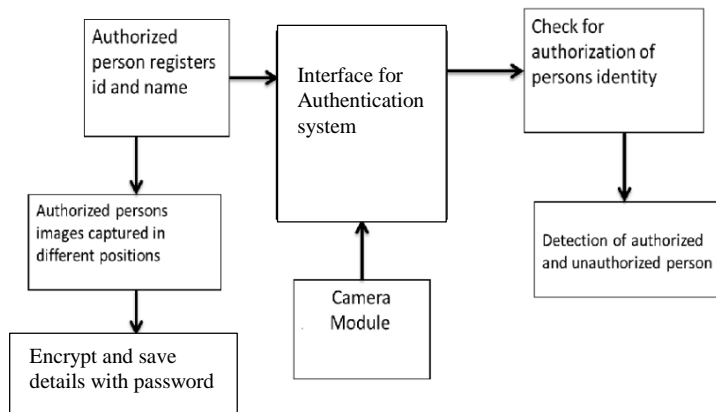 Authorized
person registers
id and name
Interface for
Authentication
system
Check for
authorization of
persons identity
Authorized persons
images captured in
different positions
Detection of authorized
and unauthorized person
Camera
Module
Encrypt and save
details with password